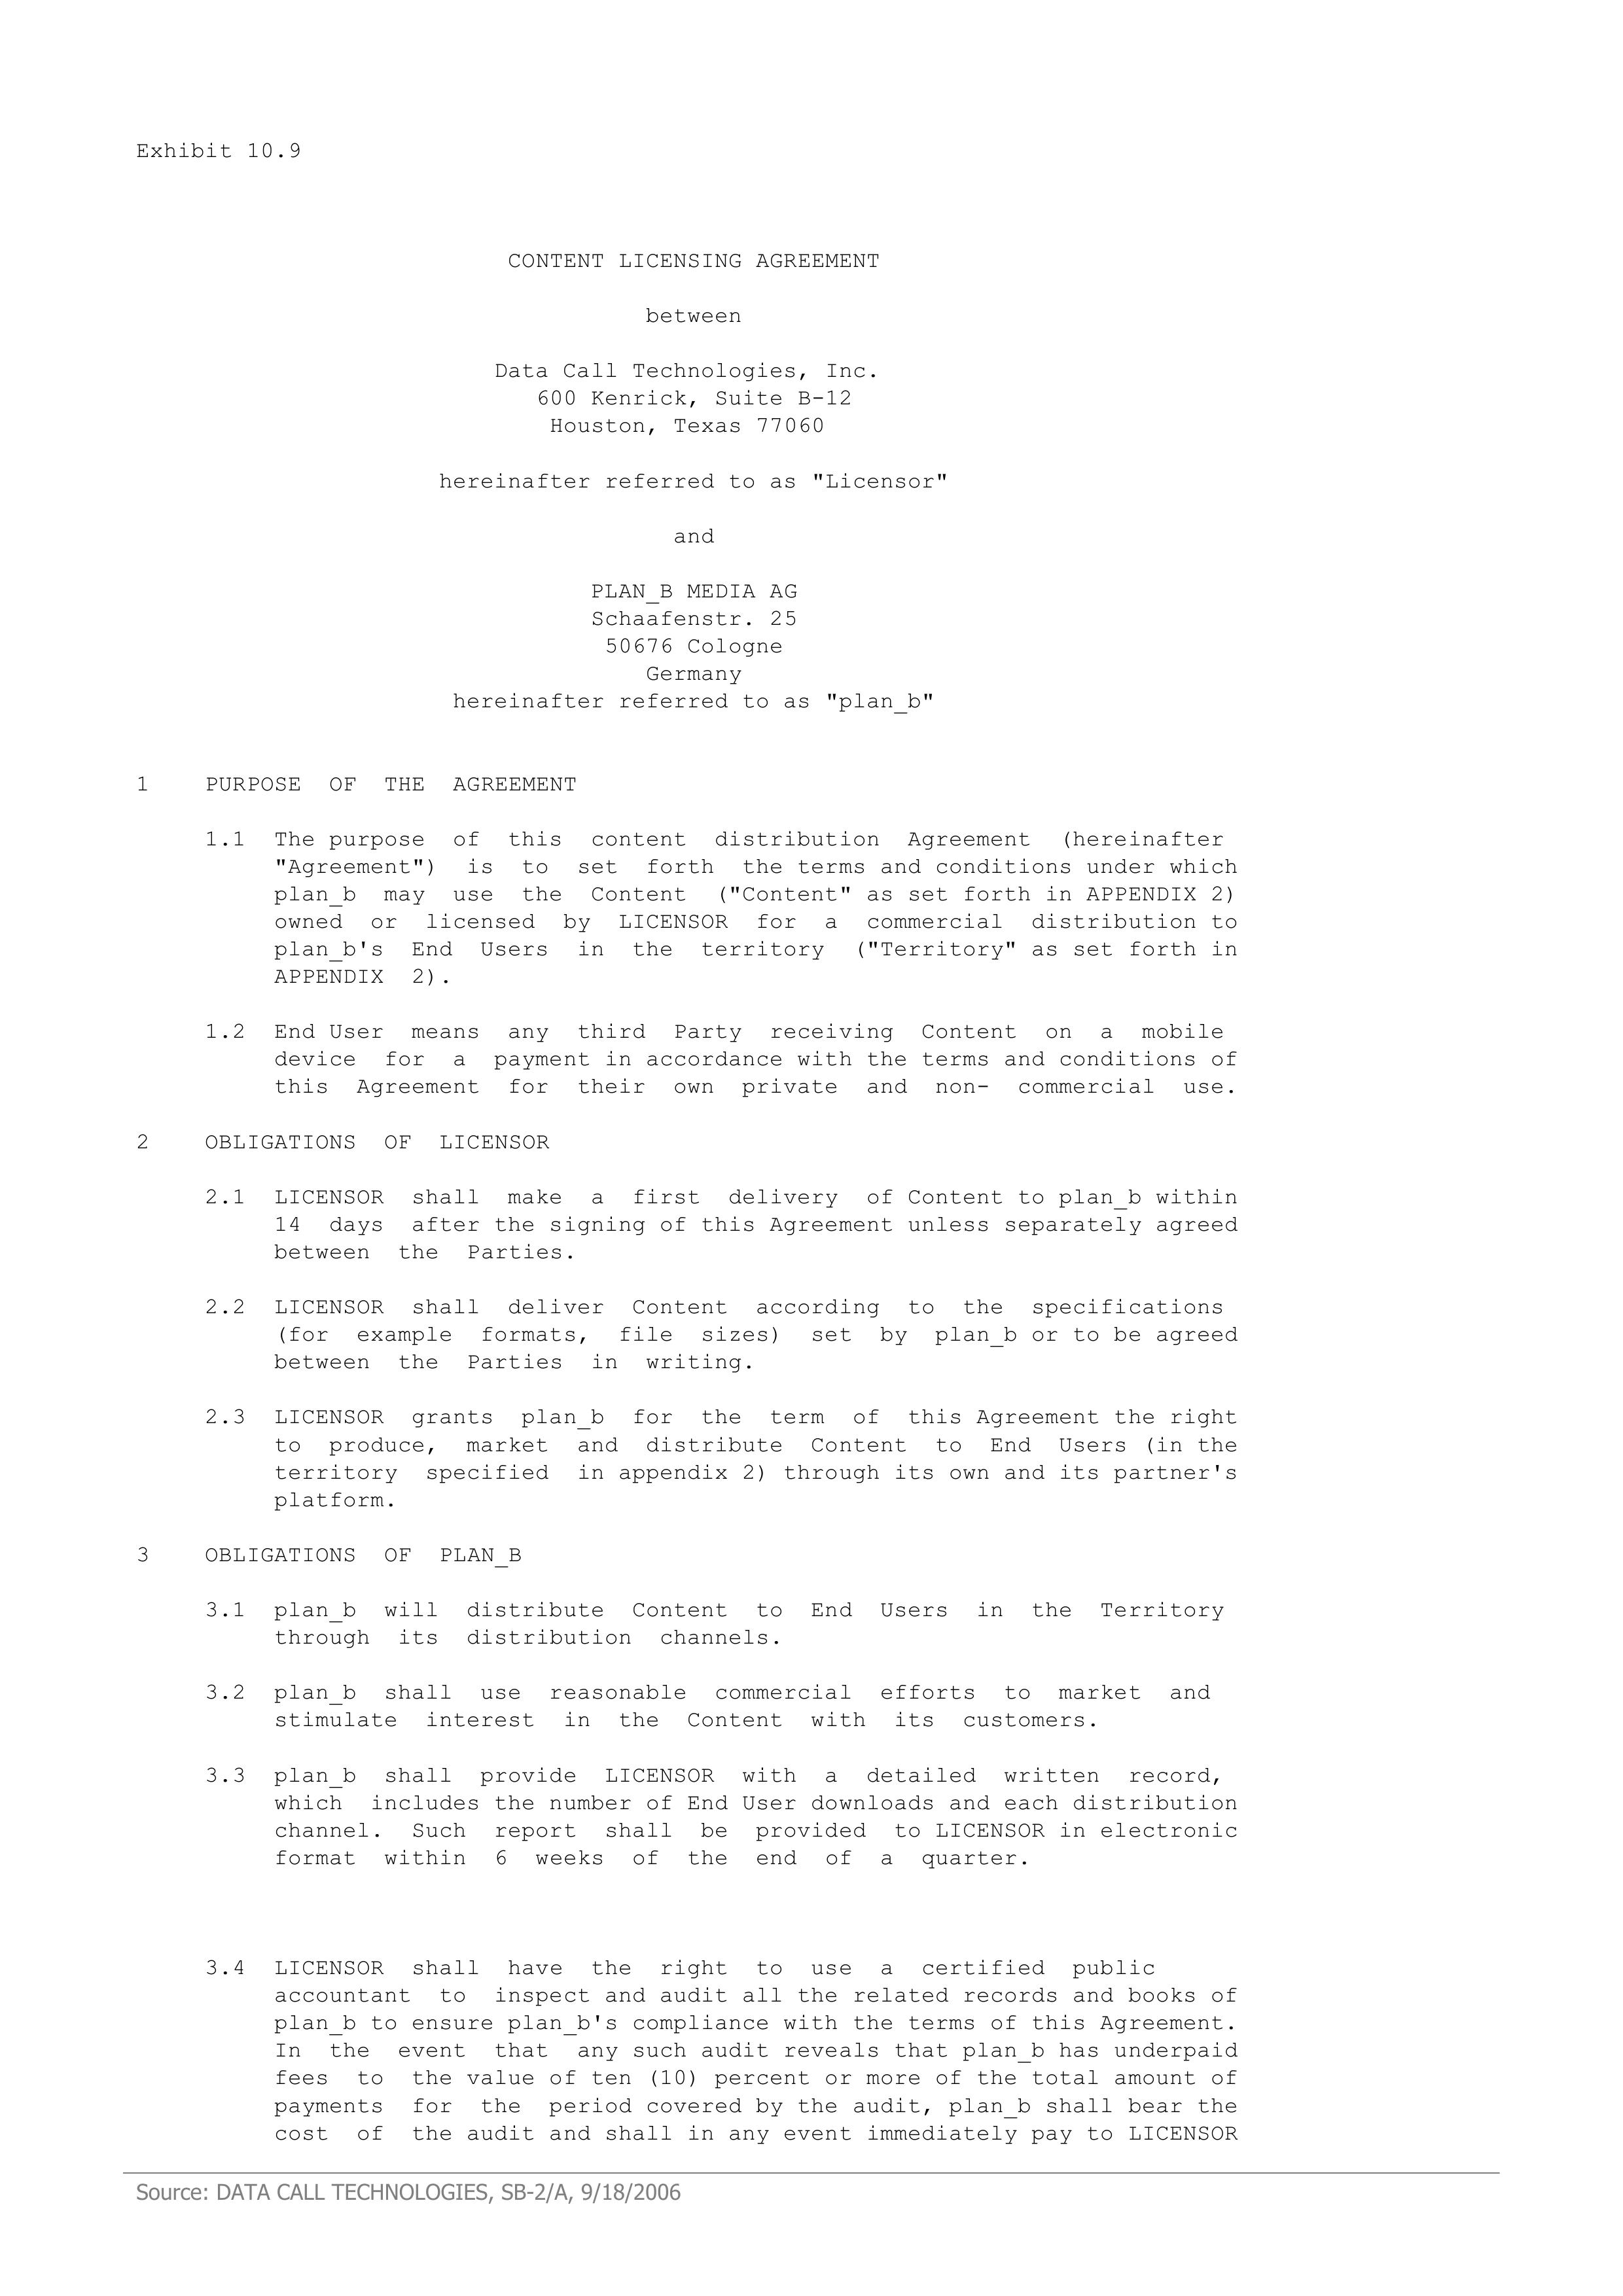 Exhibit 10.9
CONTENT LICENSING AGREEMENT
between
Data Call Technologies, Inc.
600 Kenrick, Suite B-12
Houston, Texas 77060
hereinafter referred to as "Licensor"
and
PLAN_B MEDIA AG
Schaafenstr. 25
50676 Cologne
Germany
hereinafter referred to as "plan_b"
1 PURPOSE OF THE AGREEMENT
1.1 The purpose of this content distribution Agreement (hereinafter
"Agreement") is to set forth the terms and conditions under which
plan_b may use the Content ("Content" as set forth in APPENDIX 2)
owned or licensed by LICENSOR for a commercial distribution to
plan_b's End Users in the territory ("Territory" as set forth in
APPENDIX 2).
1.2 End User means any third Party receiving Content on a mobile
device for a payment in accordance with the terms and conditions of
this Agreement for their own private and non- commercial use.
2 OBLIGATIONS OF LICENSOR
2.1 LICENSOR shall make a first delivery of Content to plan_b within
14 days after the signing of this Agreement unless separately agreed
between the Parties.
2.2 LICENSOR shall deliver Content according to the specifications
(for example formats, file sizes) set by plan_b or to be agreed
between the Parties in writing.
2.3 LICENSOR grants plan_b for the term of this Agreement the right
to produce, market and distribute Content to End Users (in the
territory specified in appendix 2) through its own and its partner's
platform.
3 OBLIGATIONS OF PLAN_B
3.1 plan_b will distribute Content to End Users in the Territory
through its distribution channels.
3.2 plan_b shall use reasonable commercial efforts to market and
stimulate interest in the Content with its customers.
3.3 plan_b shall provide LICENSOR with a detailed written record,
which includes the number of End User downloads and each distribution
channel. Such report shall be provided to LICENSOR in electronic
format within 6 weeks of the end of a quarter.
3.4 LICENSOR shall have the right to use a certified public
accountant to inspect and audit all the related records and books of
plan_b to ensure plan_b's compliance with the terms of this Agreement.
In the event that any such audit reveals that plan_b has underpaid
fees to the value of ten (10) percent or more of the total amount of
payments for the period covered by the audit, plan_b shall bear the
cost of the audit and shall in any event immediately pay to LICENSOR
Source: DATA CALL TECHNOLOGIES, SB-2/A, 9/18/2006